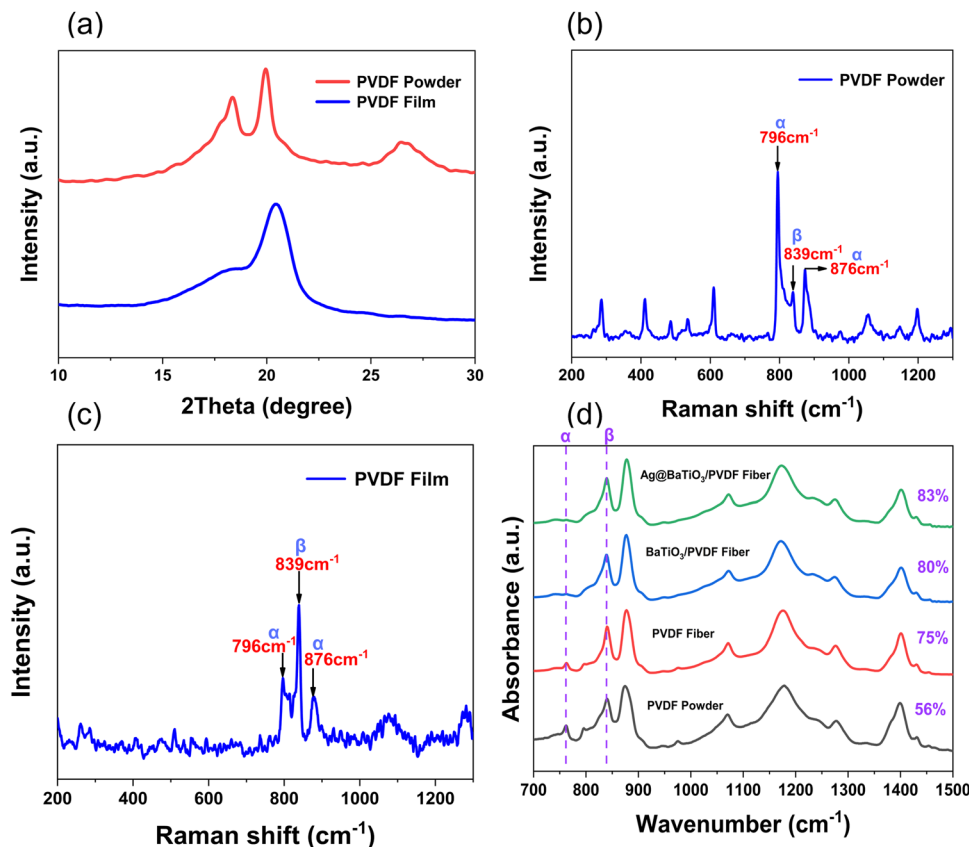 (a)
PVDF Powder
PVDF Film
Intensity (a.u.)
10 15 20 25 30
2Theta (degree)
(b)
PVDF Powder
α
796cm⁻¹
β
839cm⁻¹
α
876cm⁻¹
Intensity (a.u.)
200 400 600 800 1000 1200
Raman shift (cm⁻¹)
(c)
PVDF Film
β
839cm⁻¹
α
796cm⁻¹
α
876cm⁻¹
Intensity (a.u.)
200 400 600 800 1000 1200
Raman shift (cm⁻¹)
(d)
α β
Ag@BaTiO₃/PVDF Fiber
83%
BaTiO₃/PVDF Fiber
80%
PVDF Fiber
75%
PVDF Powder
56%
Absorbance (a.u.)
700 800 900 1000 1100 1200 1300 1400 1500
Wavenumber (cm⁻¹)